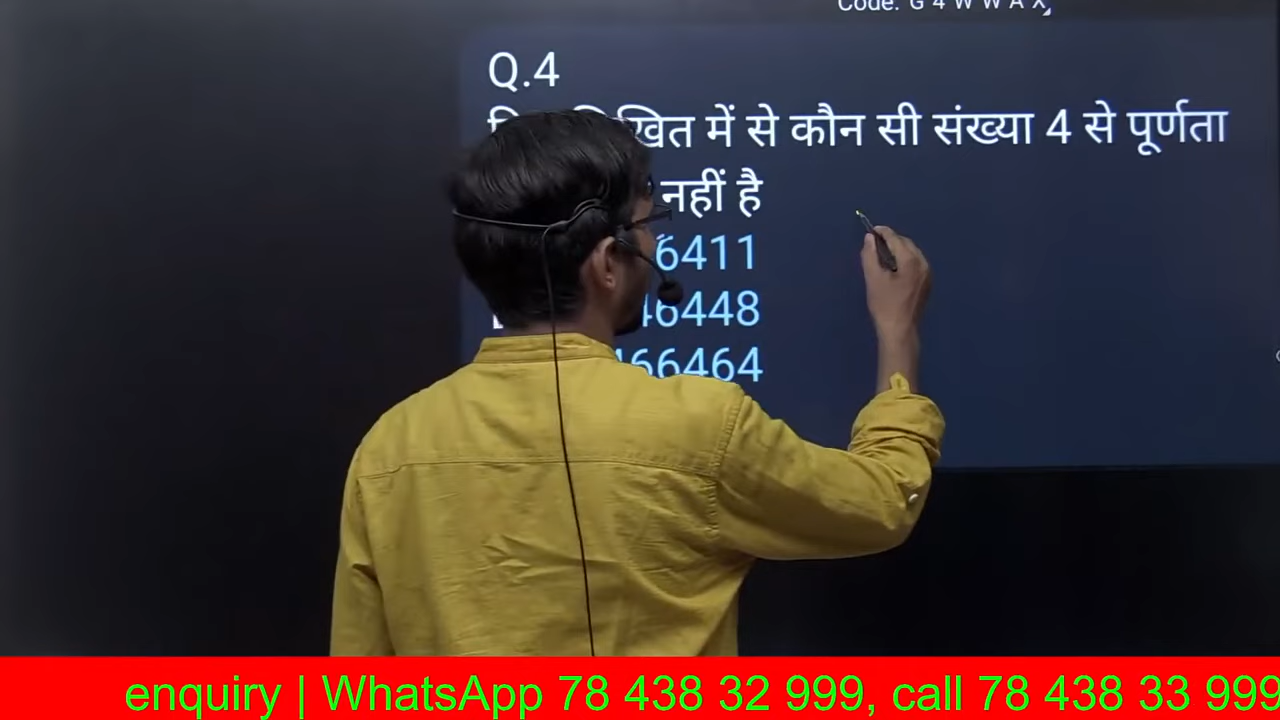 Code: G 4 W W A X
Q.4
में से कौन सी संख्या 4 से पूर्णता
नहीं है
6411
46448
466464
enquiry | WhatsApp 78 438 32 999, call 78 438 33 999